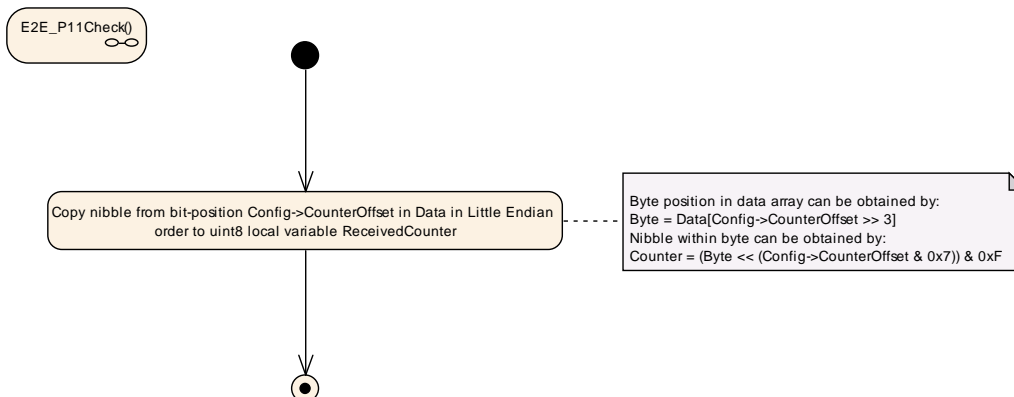 E2E_P11Check()
Copy nibble from bit-position Config->CounterOffset in Data in Little Endian
order to uint8 local variable ReceivedCounter
Byte position in data array can be obtained by:
Byte = Data[Config->CounterOffset >> 3]
Nibble within byte can be obtained by:
Counter = (Byte << (Config->CounterOffset & 0x7)) & 0xF